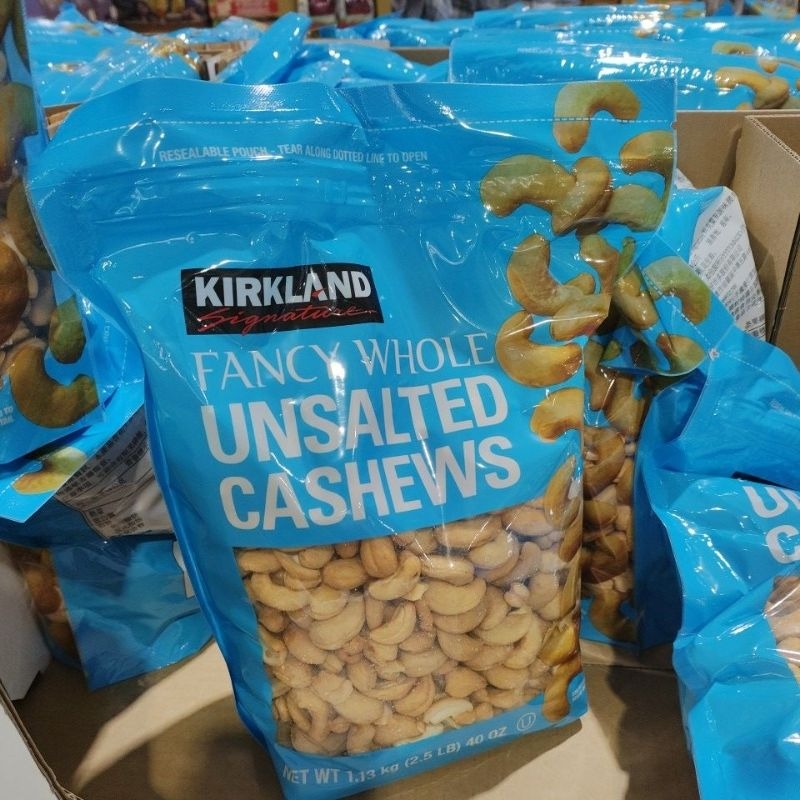 RESEALABLE POUCH - TEAR ALONG DOTTED LINE TO OPEN
KIRKLAND
Signature
FANCY WHOLE
UNSALTED
CASHEWS
NET WT 1.13 kg (2.5 LB) 40 OZ
U